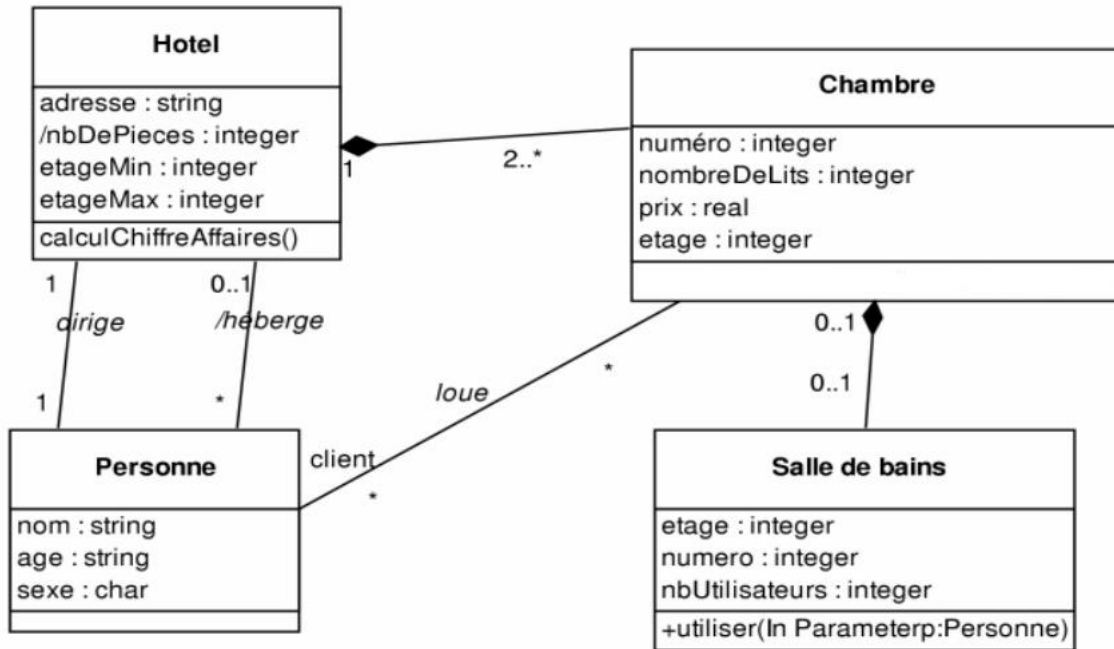 Hotel
adresse : string
/nbDePieces : integer
etageMin : integer
etageMax : integer
calculChiffreAffaires()
Chambre
numéro : integer
nombreDeLits : integer
prix : real
etage : integer
1
2..*
1
0..1
dirige
/héberge
1
*
0..1
0..1
loue
*
client
*
Personne
nom : string
age : string
sexe : char
Salle de bains
etage : integer
numero : integer
nbUtilisateurs : integer
+utiliser(In Parameterp:Personne)